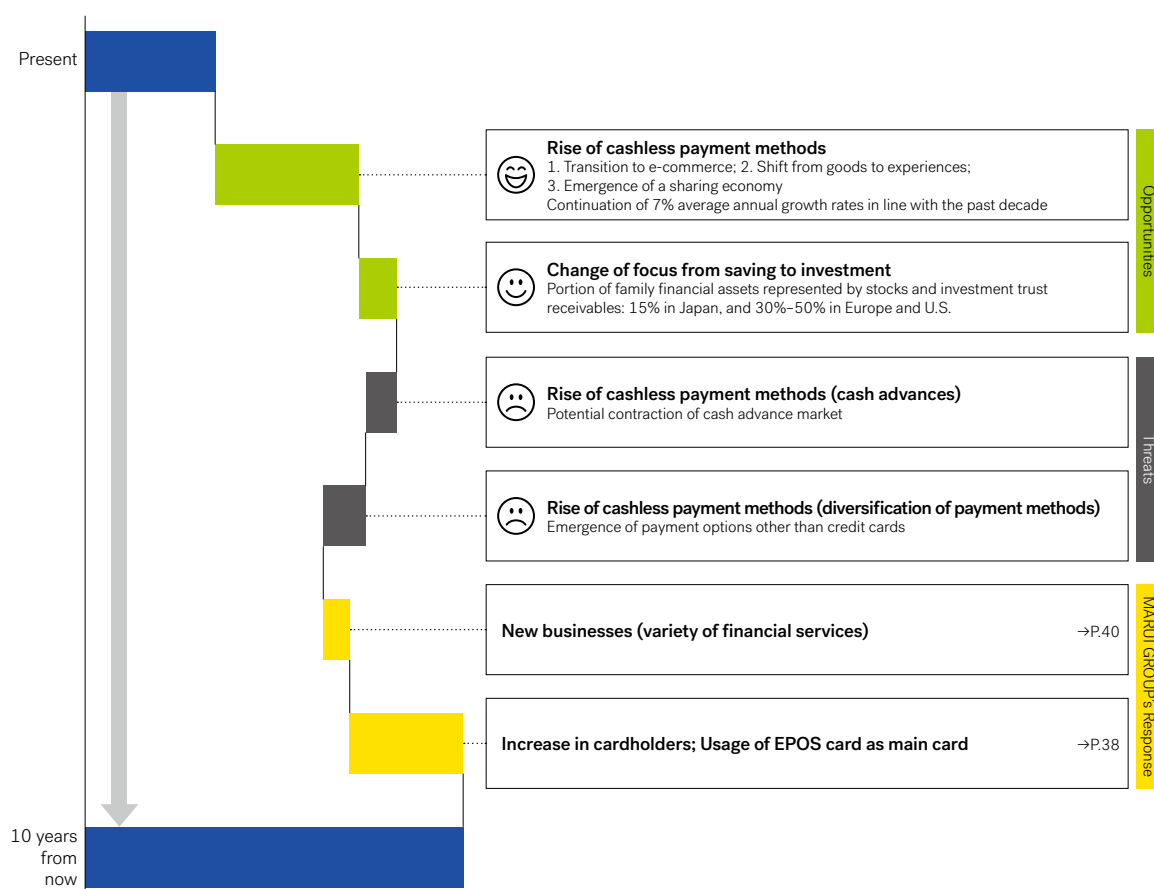 Present
Rise of cashless payment methods
1. Transition to e-commerce; 2. Shift from goods to experiences;
3. Emergence of a sharing economy
Continuation of 7% average annual growth rates in line with the past decade
Change of focus from saving to investment
Portion of family financial assets represented by stocks and investment trust
receivables: 15% in Japan, and 30%–50% in Europe and U.S.
Opportunities
Rise of cashless payment methods (cash advances)
Potential contraction of cash advance market
Rise of cashless payment methods (diversification of payment methods)
Emergence of payment options other than credit cards
Threats
New businesses (variety of financial services) →P.40
Increase in cardholders; Usage of EPOS card as main card →P.38
MARUI GROUP's Response
10 years
from
now